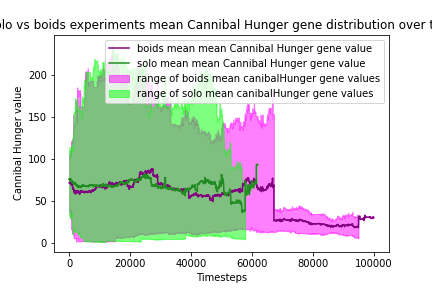 olo vs boids experiments mean Cannibal Hunger gene distribution over t
boids mean mean Cannibal Hunger gene value
solo mean mean Cannibal Hunger gene value
range of boids mean canibalHunger gene values
range of solo mean canibalHunger gene values
Cannibal Hunger value
200
150
100
50
0
0 20000 40000 60000 80000 100000
Timesteps